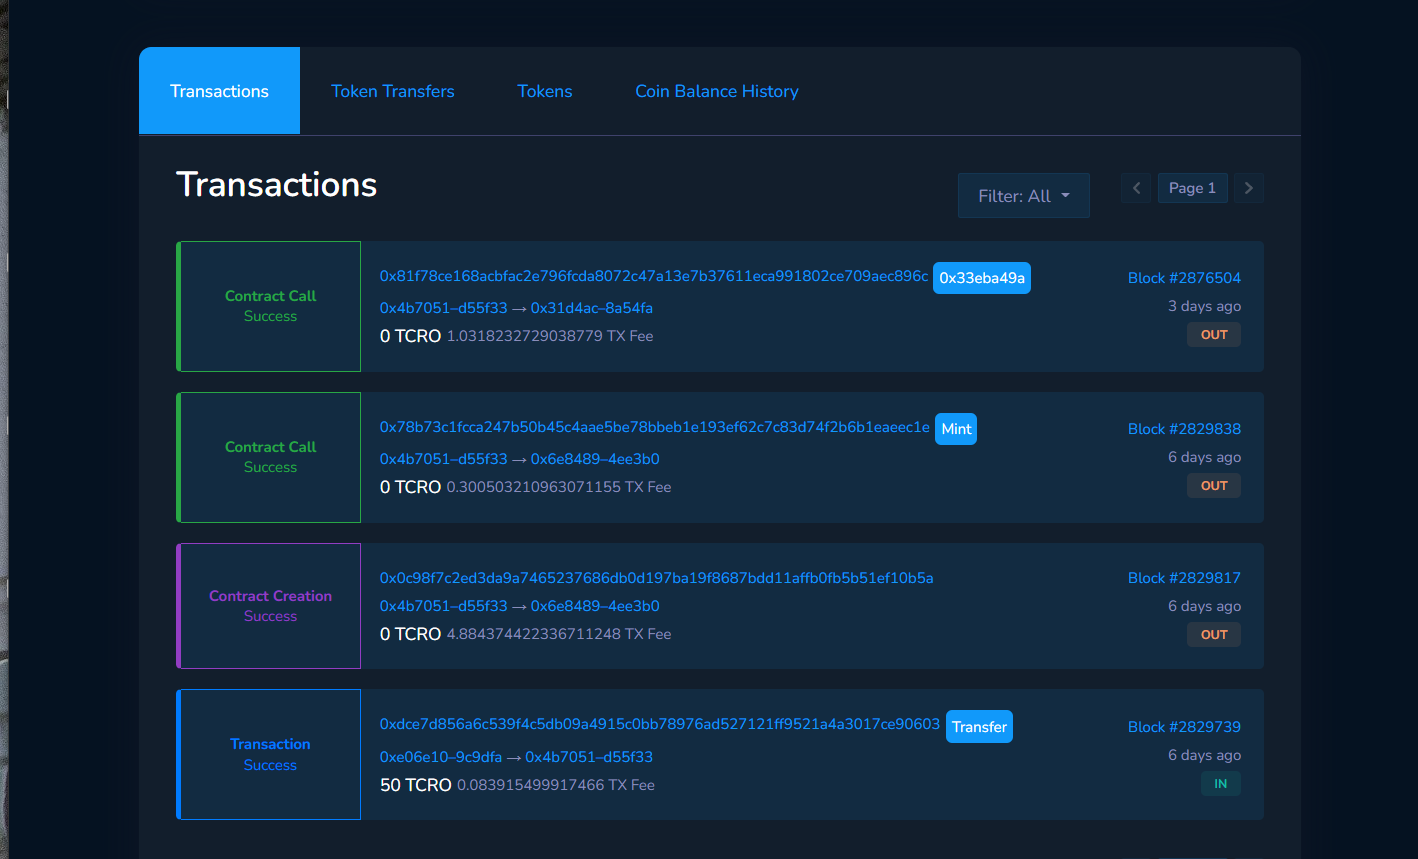 Transactions Token Transfers Tokens Coin Balance History
Transactions
Filter: All Page 1
Contract Call
Success
0x81f78ce168acbfac2e796fcda8072c47a13e7b37611eca991802ce709aec896c 0x33eba49a
0x4b7051–d55f33 → 0x31d4ac–8a54fa
0 TCRO 1.0318232729038779 TX Fee
Block #2876504
3 days ago
OUT
Contract Call
Success
0x78b73c1fcca247b50b45c4aae5be78bbeb1e193ef62c7c83d74f2b6b1eaeec1e Mint
0x4b7051–d55f33 → 0x6e8489–4ee3b0
0 TCRO 0.300503210963071155 TX Fee
Block #2829838
6 days ago
OUT
Contract Creation
Success
0x0c98f7c2ed3da9a7465237686db0d197ba19f8687bdd11affb0fb5b51ef10b5a
0x4b7051–d55f33 → 0x6e8489–4ee3b0
0 TCRO 4.884374422336711248 TX Fee
Block #2829817
6 days ago
OUT
Transaction
Success
0xdce7d856a6c539f4c5db09a4915c0bb78976ad527121ff9521a4a3017ce90603 Transfer
0xe06e10–9c9dfa → 0x4b7051–d55f33
50 TCRO 0.083915499917466 TX Fee
Block #2829739
6 days ago
IN